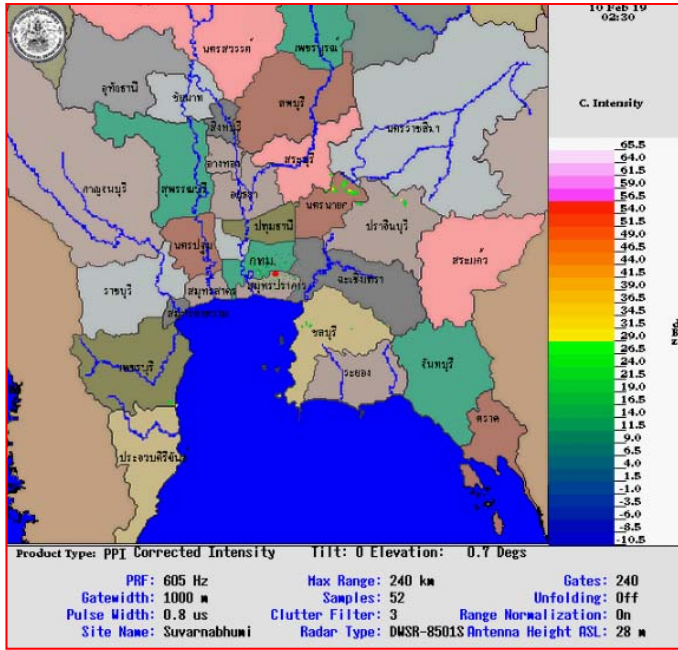 10 Feb 19
02:30
C. Intensity
65.5
64.0
61.5
59.0
56.5
54.0
51.5
49.0
46.5
44.0
41.5
39.0
36.5
34.0
31.5
29.0
26.5
24.0
21.5
19.0
16.5
14.0
11.5
9.0
6.5
4.0
1.5
-1.0
-3.5
-6.0
-8.5
-10.5
นครสวรรค์
เพชรบูรณ์
อุทัยธานี
ชัยนาท
ลพบุรี
สิงห์บุรี
นครราชสีมา
อ่างทอง
สระบุรี
กาญจนบุรี
สุพรรณบุรี
อยุธยา
นครนายก
ปราจีนบุรี
ปทุมธานี
นครปฐม
กทม.
สระแก้ว
ฉะเชิงเทรา
ราชบุรี
สมุทรสาคร
สมุทรปราการ
ชลบุรี
เพชรบุรี
ระยอง
จันทบุรี
ตราด
ประจวบคีรีขันธ์
Product Type: PPI Corrected Intensity Tilt: 0 Elevation: 0.7 Degs
PRF: 605 Hz Max Range: 240 km Gates: 240
Gatewidth: 1000 m Samples: 52 Unfolding: Off
Pulse Width: 0.8 us Clutter Filter: 3 Range Normalization: On
Site Name: Suvarnabhumi Radar Type: DWSR-8501S Antenna Height ASL: 28 m